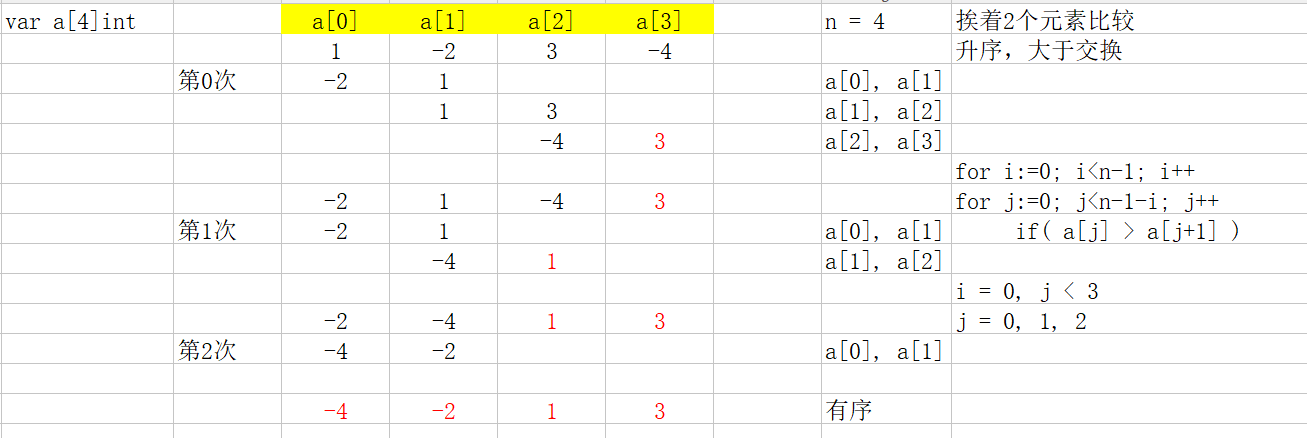 var a[4]int a[0] a[1] a[2] a[3] n = 4 挨着2个元素比较
1 -2 3 -4 升序，大于交换
第0次 -2 1 a[0], a[1]
1 3 a[1], a[2]
-4 3 a[2], a[3]
for i:=0; i<n-1; i++
-2 1 -4 3 for j:=0; j<n-1-i; j++
第1次 -2 1 a[0], a[1] if( a[j] > a[j+1] )
-4 1 a[1], a[2]
i = 0, j < 3
-2 -4 1 3 j = 0, 1, 2
第2次 -4 -2 a[0], a[1]
-4 -2 1 3 有序